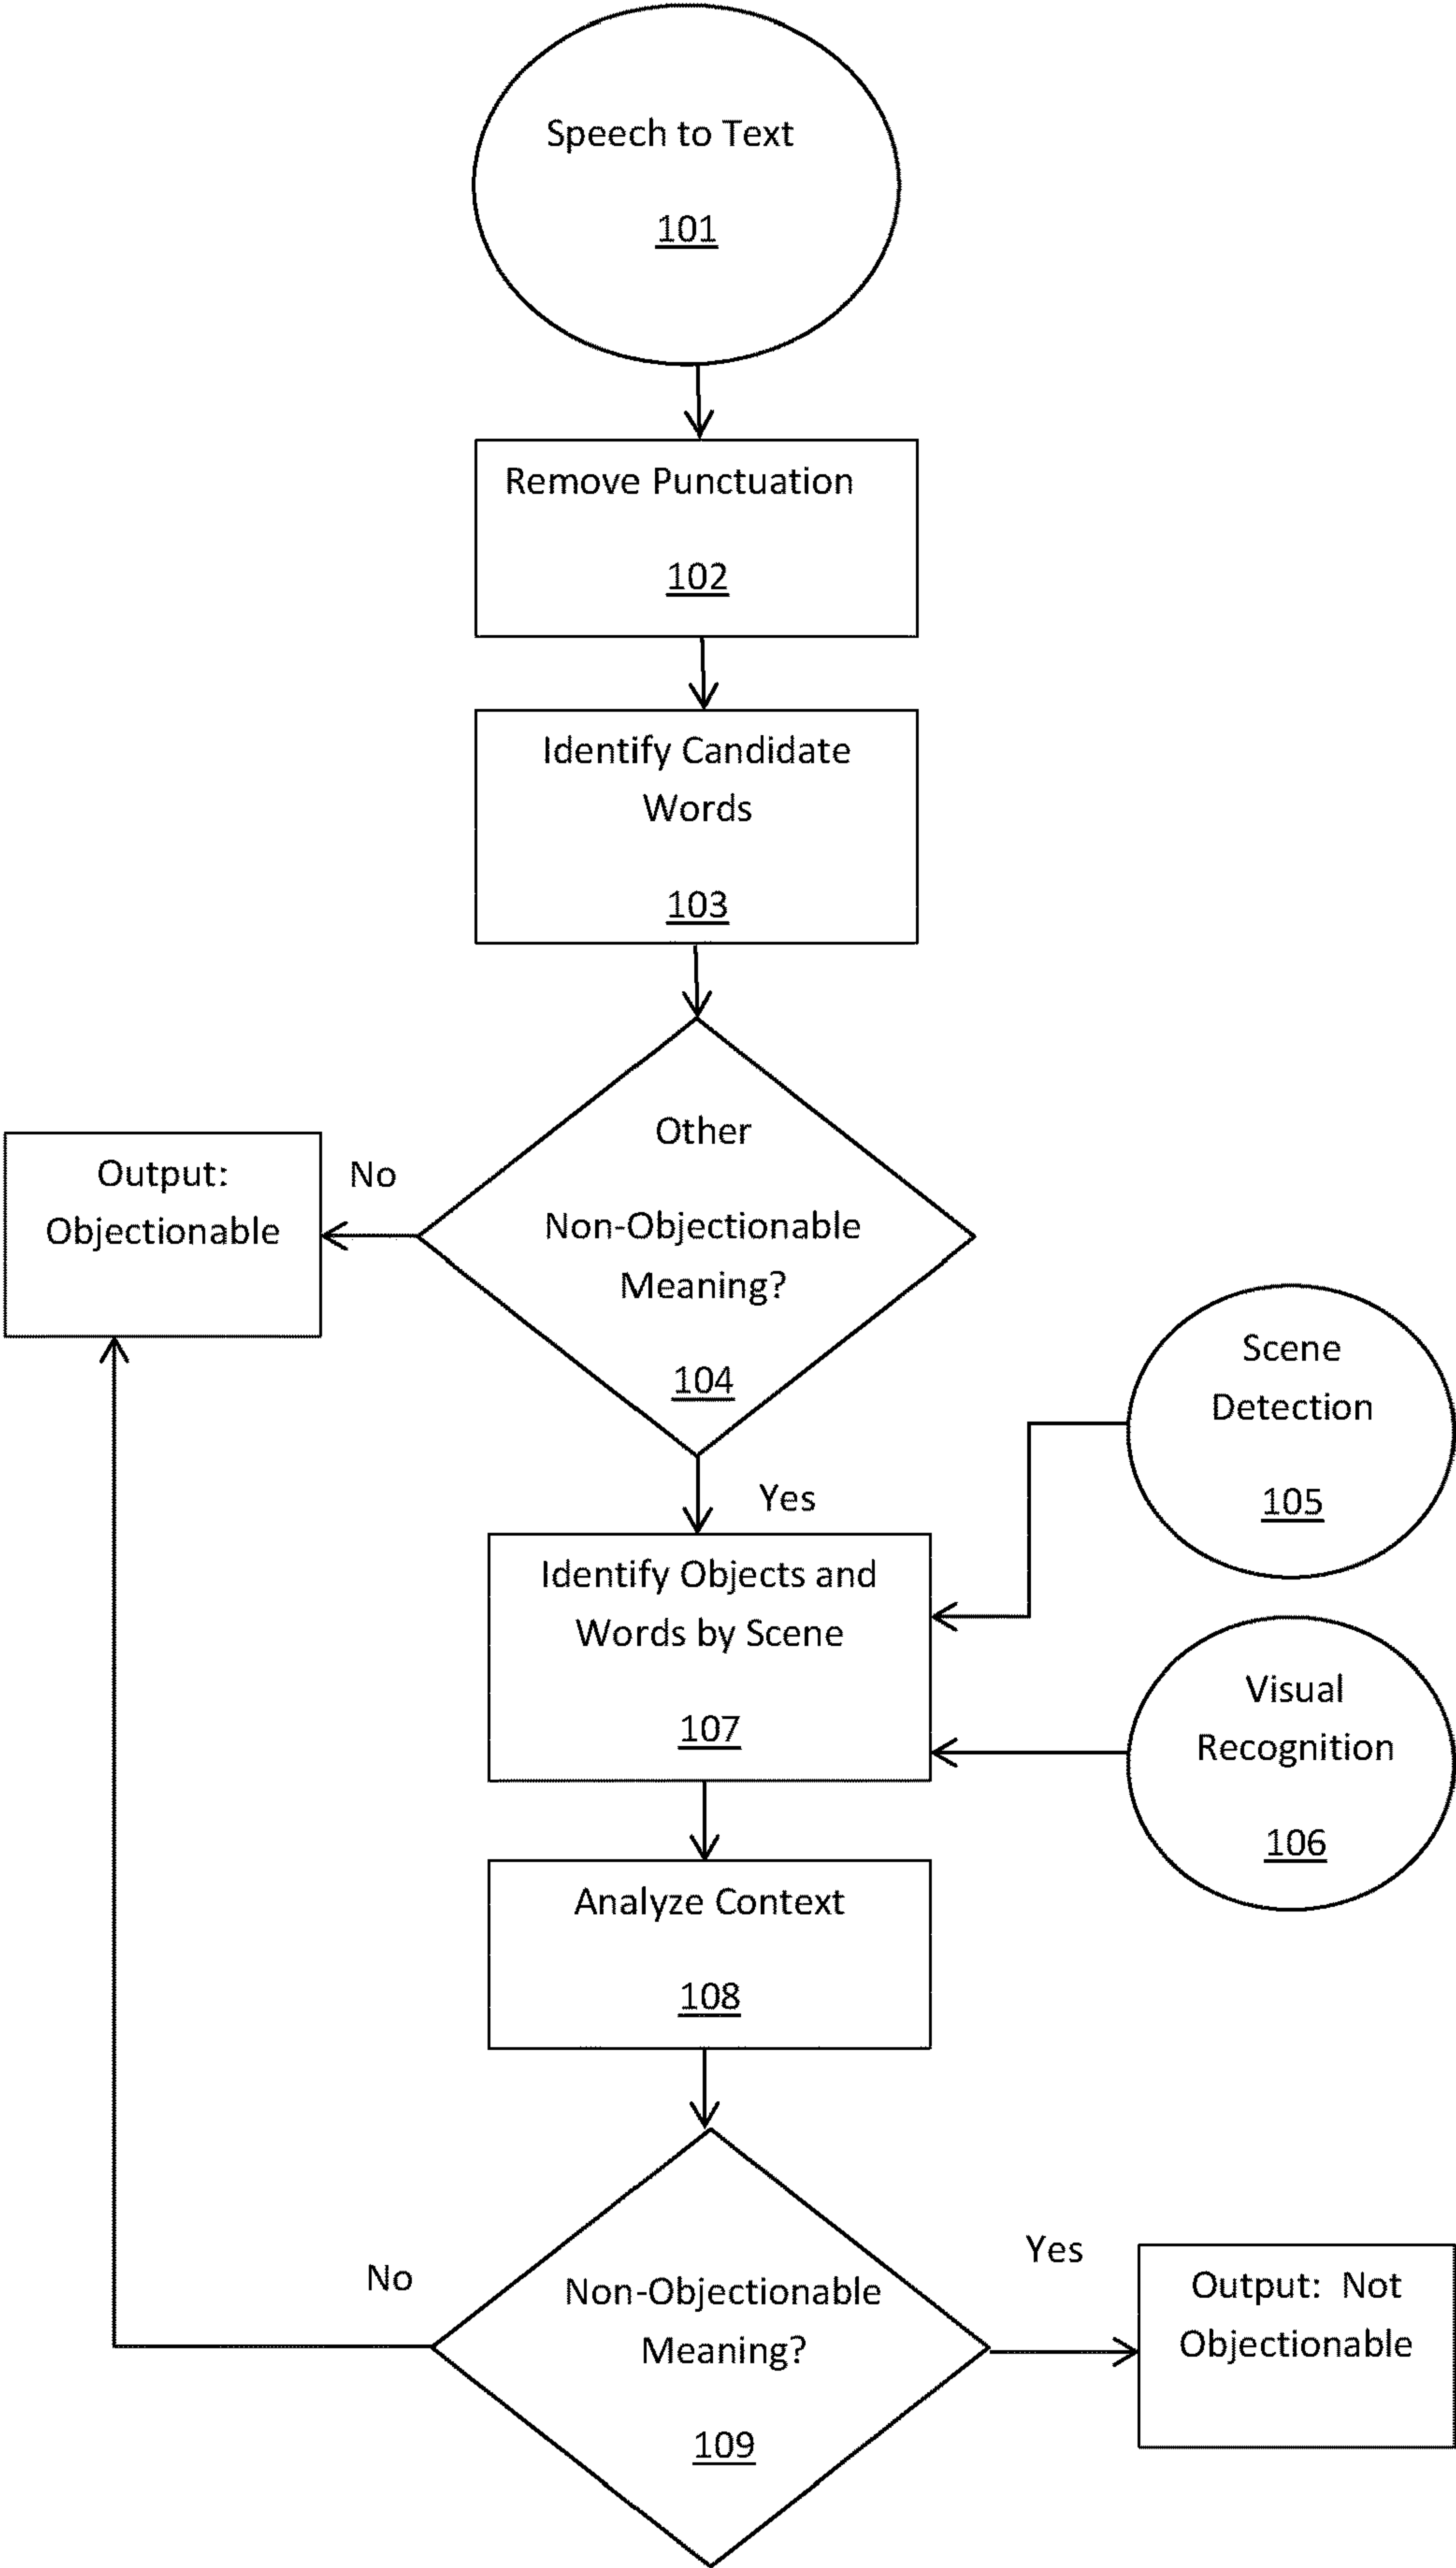 Speech to Text
101
Remove Punctuation
102
Identify Candidate
Words
103
Other
Non-Objectionable
Meaning?
104
No
Output:
Objectionable
Yes
Scene
Detection
105
Identify Objects and
Words by Scene
107
Visual
Recognition
106
Analyze Context
108
Non-Objectionable
Meaning?
109
No
Yes
Output:  Not
Objectionable